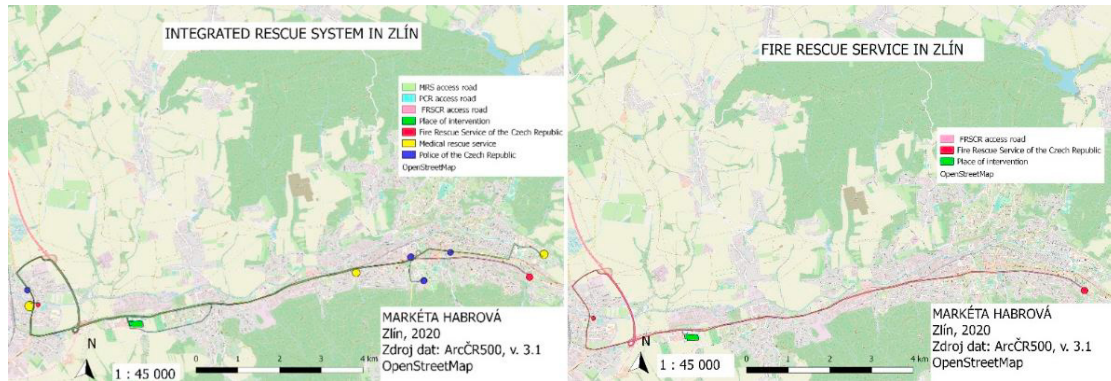 INTEGRATED RESCUE SYSTEM IN ZLÍN
MRS access road
PCR access road
FRSCR access road
Place of intervention
Fire Rescue Service of the Czech Republic
Medical rescue service
Police of the Czech Republic
OpenStreetMap
MARKÉTA HABROVÁ
Zlín, 2020
Zdroj dat: ArcČR500, v. 3.1
OpenStreetMap
N
1 : 45 000
0 1 2 3 4 km
FIRE RESCUE SERVICE IN ZLÍN
FRSCR access road
Fire Rescue Service of the Czech Republic
Place of intervention
OpenStreetMap
MARKÉTA HABROVÁ
Zlín, 2020
Zdroj dat: ArcČR500, v. 3.1
OpenStreetMap
N
1 : 45 000
0 1 2 3 4 km